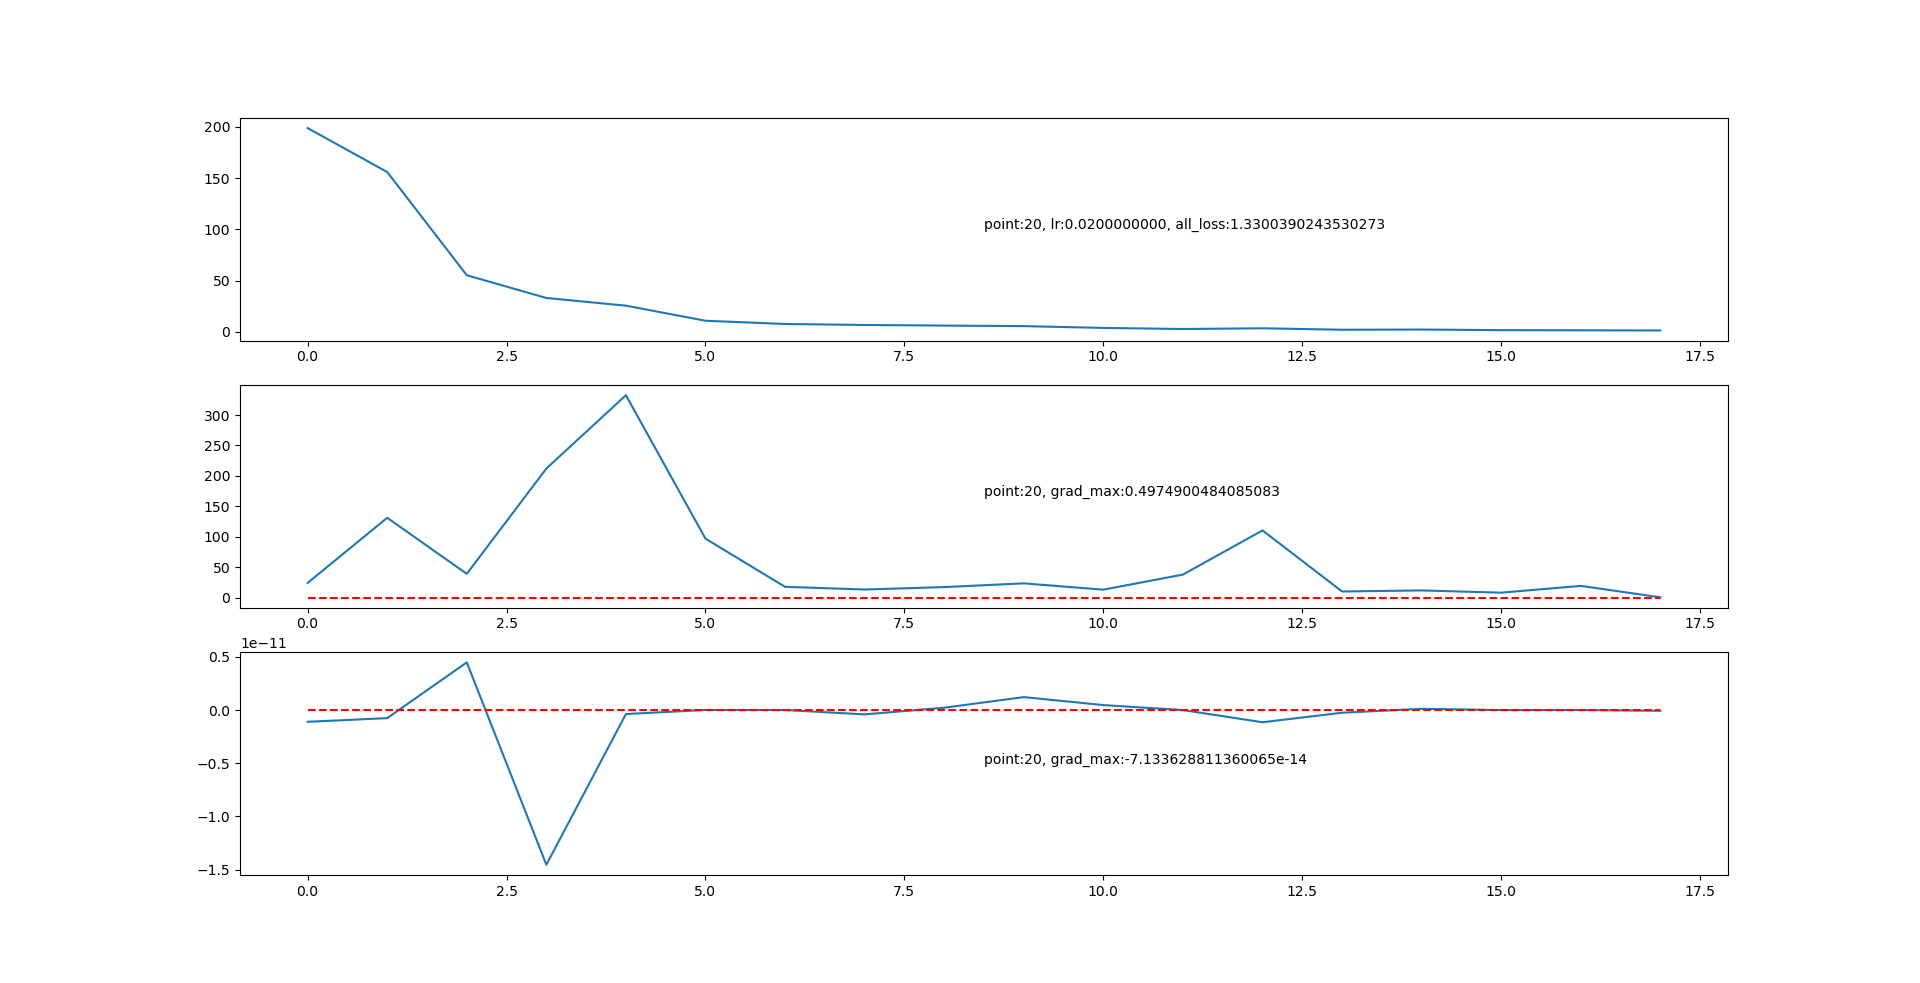 200
150
100
50
0
point:20, lr:0.0200000000, all_loss:1.3300390243530273
0.0 2.5 5.0 7.5 10.0 12.5 15.0 17.5
300
250
200
150
100
50
0
point:20, grad_max:0.4974900484085083
0.0 2.5 5.0 7.5 10.0 12.5 15.0 17.5
1e−11
0.5
0.0
−0.5
−1.0
−1.5
point:20, grad_max:-7.133628811360065e-14
0.0 2.5 5.0 7.5 10.0 12.5 15.0 17.5